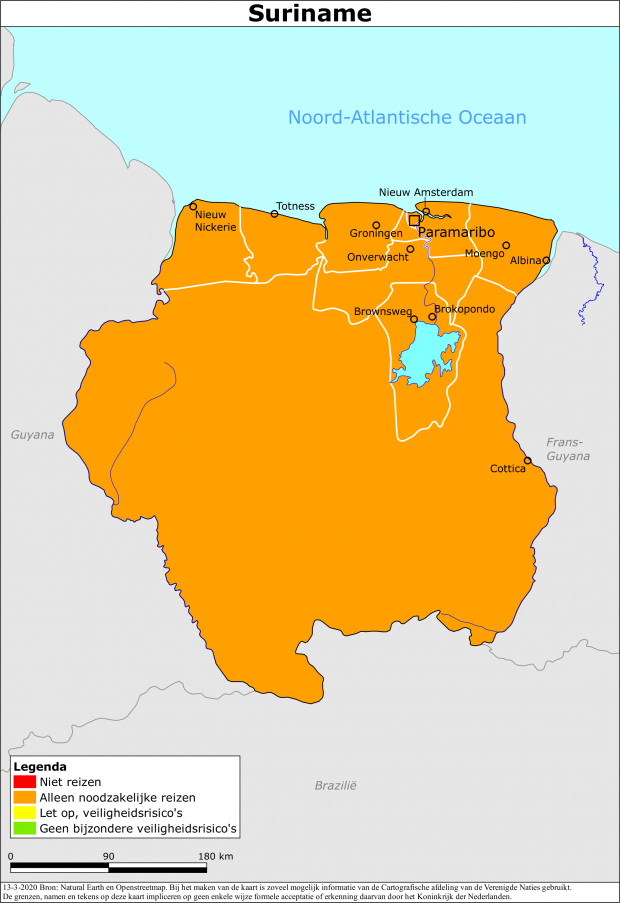 Suriname
Noord-Atlantische Oceaan
Nieuw Amsterdam
Totness
Nieuw
Nickerie
Groningen
Paramaribo
Onverwacht
Moengo
Albina
Brownsweg
Brokopondo
Guyana
Frans-
Guyana
Cottica
Brazilië
Legenda
Niet reizen
Alleen noodzakelijke reizen
Let op, veiligheidsrisico's
Geen bijzondere veiligheidsrisico's
0 90 180 km
13-3-2020 Bron: Natural Earth en Openstreetmap. Bij het maken van de kaart is zoveel mogelijk informatie van de Cartografische afdeling van de Verenigde Naties gebruikt.
De grenzen, namen en tekens op deze kaart impliceren op geen enkele wijze formele acceptatie of erkenning daarvan door het Koninkrijk der Nederlanden.